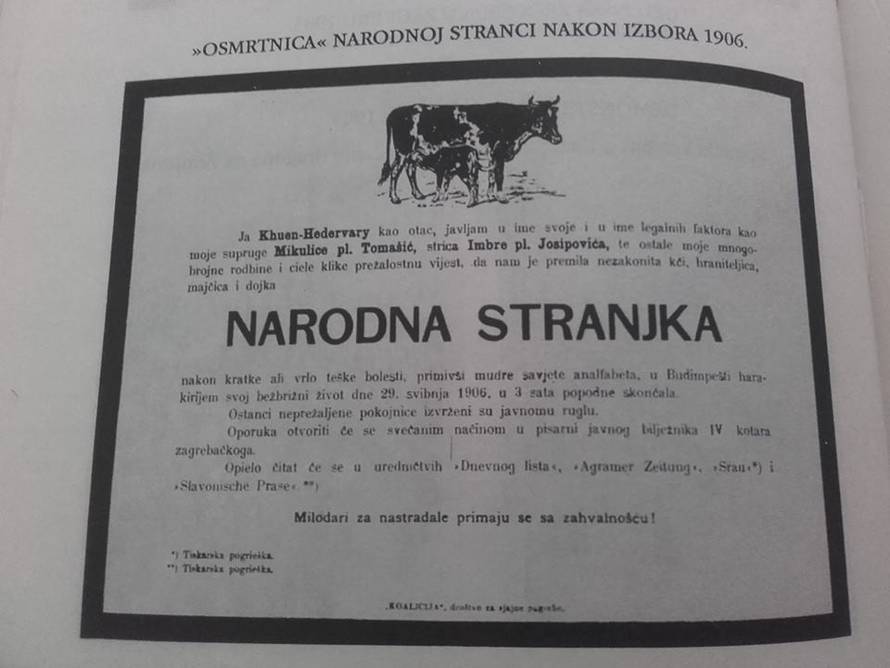 »OSMRTNICA« NARODNOJ STRANCI NAKON IZBORA 1906.
Ja Khuen-Hedervary kao otac, javljam u ime svoje i u ime legalnih faktora kao
moje supruge Mikulice pl. Tomašić, strica Imbre pl. Josipovića, te ostale moje mnogo-
brojne rodbine i ciele klike prežalostnu vijest, da nam je premila nezakonita kći, hraniteljica,
majčica i dojka
NARODNA STRANJKA
nakon kratke ali vrlo teške bolesti, primivši mudre savjete analfabeta, u Budimpešti hara-
kirijem svoj bežbrižni život dne 29. svibnja 1906. u 3 sata popodne skončala.
Ostanci neprežaljene pokojnice izvrženi su javnomu ruglu.
Oporuka otvoriti će se svečanim načinom u pisarni javnog bilježnika IV kotara
zagrebačkoga.
Opielo čitat će se u uredničtvih »Dnevnog lista«, »Agramer Zeitung«, »Sran«*) i
»Slavonische Prase«. **)
Milodari za nastradale primaju se sa zahvalnošću!
*) Tiskarska pogrieška.
**) Tiskarska pogrieška.
„KOALICIJA“, društvo za sjajne pogrebe.